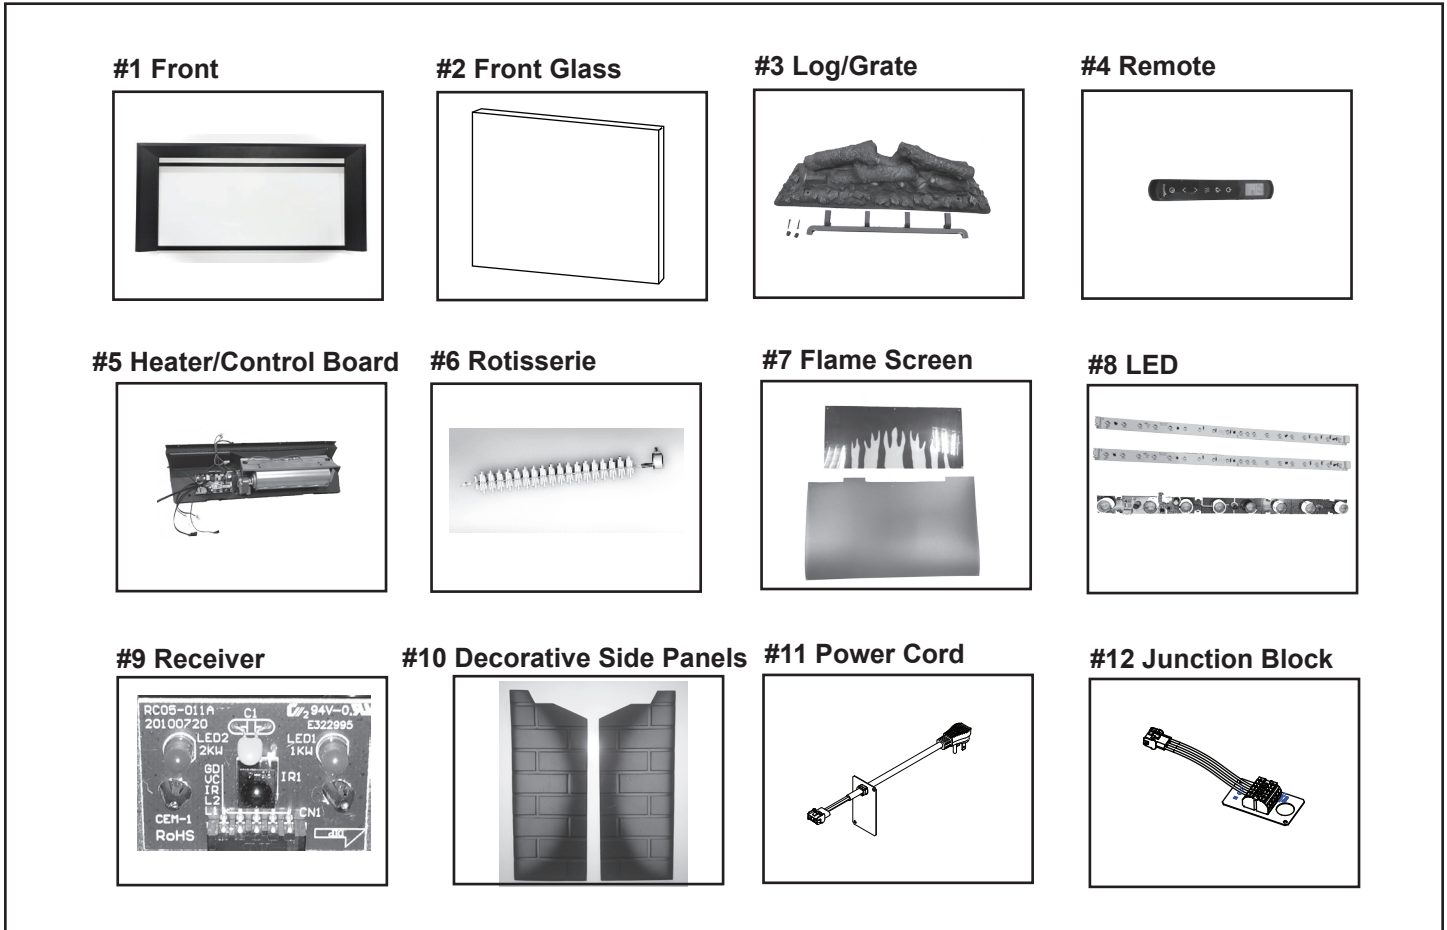 #1 Front
#2 Front Glass
#3 Log/Grate
#4 Remote
#5 Heater/Control Board
#6 Rotisserie
#7 Flame Screen
#8 LED
#9 Receiver
RC05-011A
20100720
C1
94V-0
E322995
LED2
2KW
LED1
1KW
GD
VC
IR
L2
L1
IR1
CN1
CEM-1
RoHS
#10 Decorative Side Panels
#11 Power Cord
#12 Junction Block